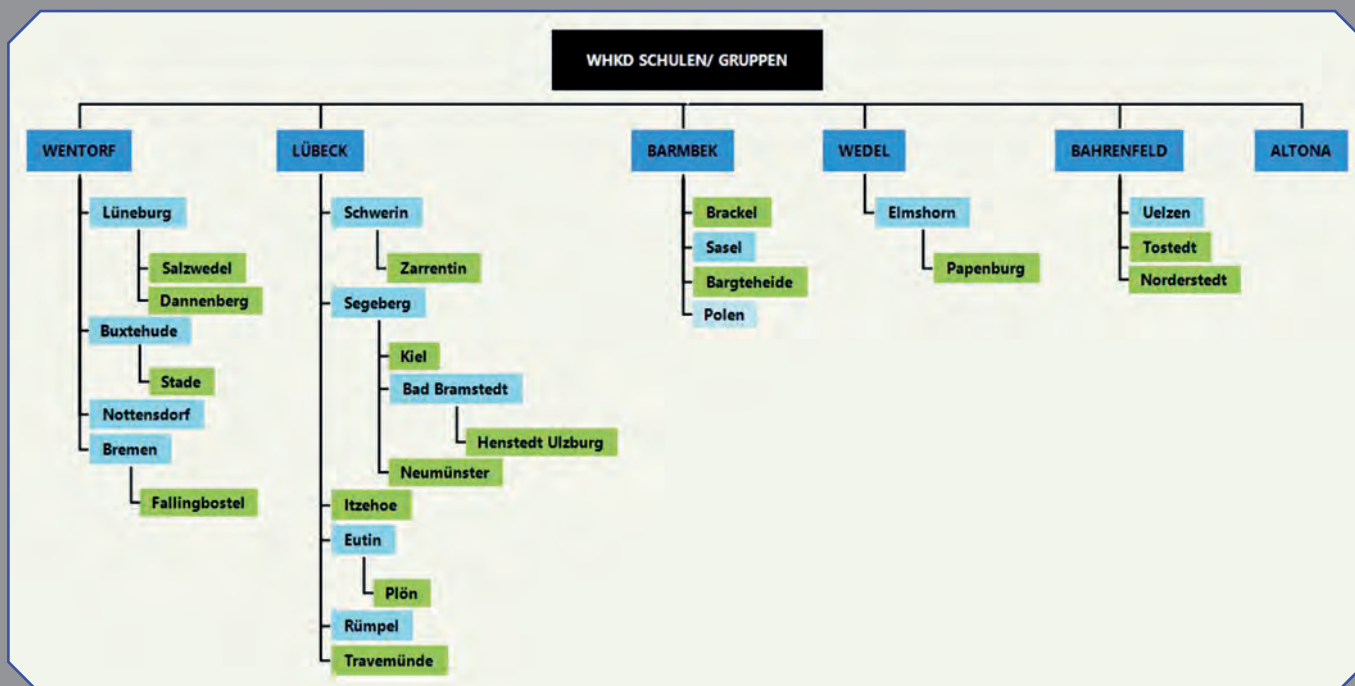 WHKD SCHULEN/ GRUPPEN
WENTORF
Lüneburg
Salzwedel
Dannenberg
Buxtehude
Stade
Nottensdorf
Bremen
Fallingbostel
LÜBECK
Schwerin
Zarrentin
Segeberg
Kiel
Bad Bramstedt
Henstedt Ulzburg
Neumünster
Itzehoe
Eutin
Plön
Rümpel
Travemünde
BARMBEK
Brackel
Sasel
Bargteheide
Polen
WEDEL
Elmshorn
Papenburg
BAHRENFELD
Uelzen
Tostedt
Norderstedt
ALTONA